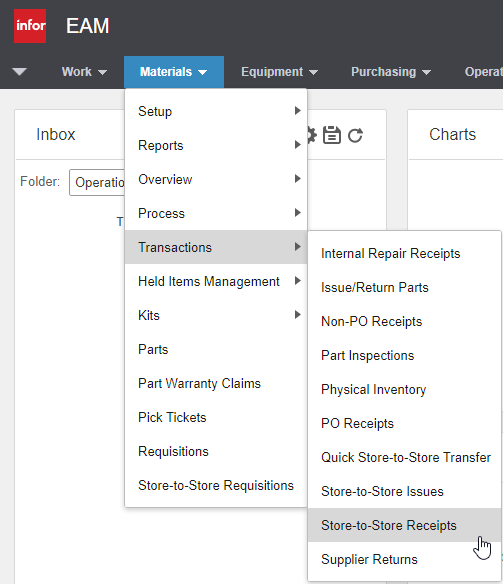 infor EAM
Work Materials Equipment Purchasing Operat
Inbox
Charts
Folder: Operatio
T
Setup
Reports
Overview
Process
Transactions
Held Items Management
Kits
Parts
Part Warranty Claims
Pick Tickets
Requisitions
Store-to-Store Requisitions
Internal Repair Receipts
Issue/Return Parts
Non-PO Receipts
Part Inspections
Physical Inventory
PO Receipts
Quick Store-to-Store Transfer
Store-to-Store Issues
Store-to-Store Receipts
Supplier Returns